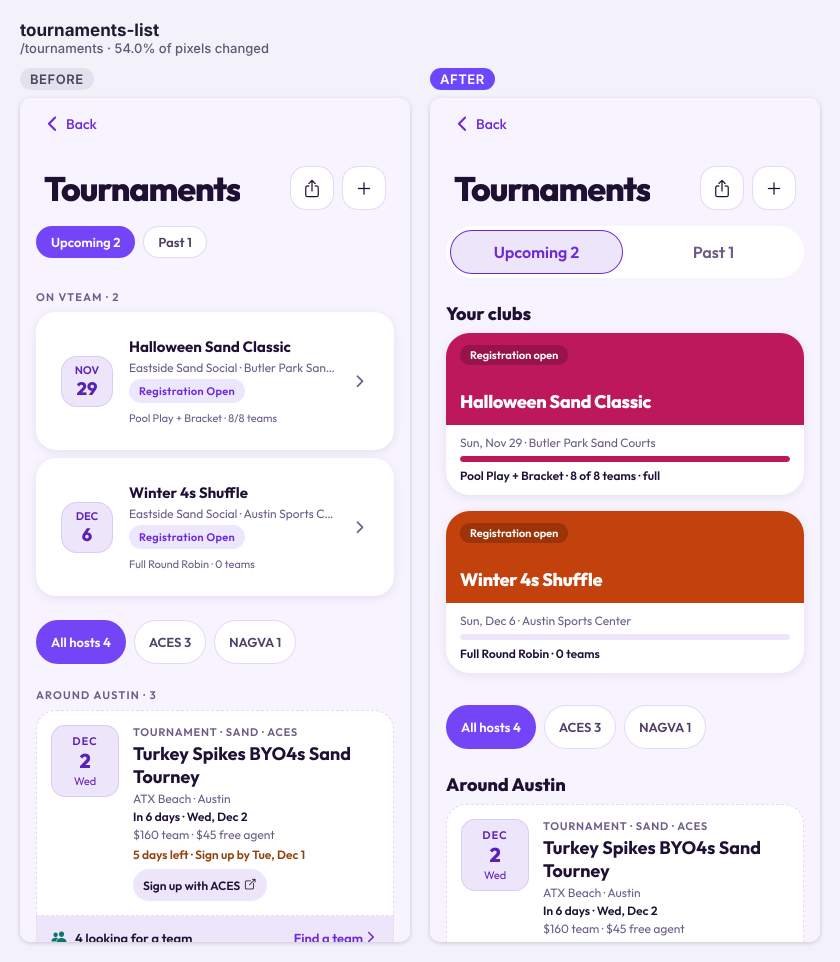 tournaments-list
/tournaments · 54.0% of pixels changed
BEFORE
Back
Tournaments
Upcoming 2
Past 1
ON VTEAM · 2
NOV
29
Halloween Sand Classic
Eastside Sand Social · Butler Park San...
Registration Open
Pool Play + Bracket · 8/8 teams
DEC
6
Winter 4s Shuffle
Eastside Sand Social · Austin Sports C...
Registration Open
Full Round Robin · 0 teams
All hosts 4
ACES 3
NAGVA 1
AROUND AUSTIN · 3
DEC
2
Wed
TOURNAMENT · SAND · ACES
Turkey Spikes BYO4s Sand
Tourney
ATX Beach · Austin
In 6 days · Wed, Dec 2
$160 team · $45 free agent
5 days left · Sign up by Tue, Dec 1
Sign up with ACES
4 looking for a team
Find a team
AFTER
Back
Tournaments
Upcoming 2
Past 1
Your clubs
Registration open
Halloween Sand Classic
Sun, Nov 29 · Butler Park Sand Courts
Pool Play + Bracket · 8 of 8 teams · full
Registration open
Winter 4s Shuffle
Sun, Dec 6 · Austin Sports Center
Full Round Robin · 0 teams
All hosts 4
ACES 3
NAGVA 1
Around Austin
DEC
2
Wed
TOURNAMENT · SAND · ACES
Turkey Spikes BYO4s Sand
Tourney
ATX Beach · Austin
In 6 days · Wed, Dec 2
$160 team · $45 free agent